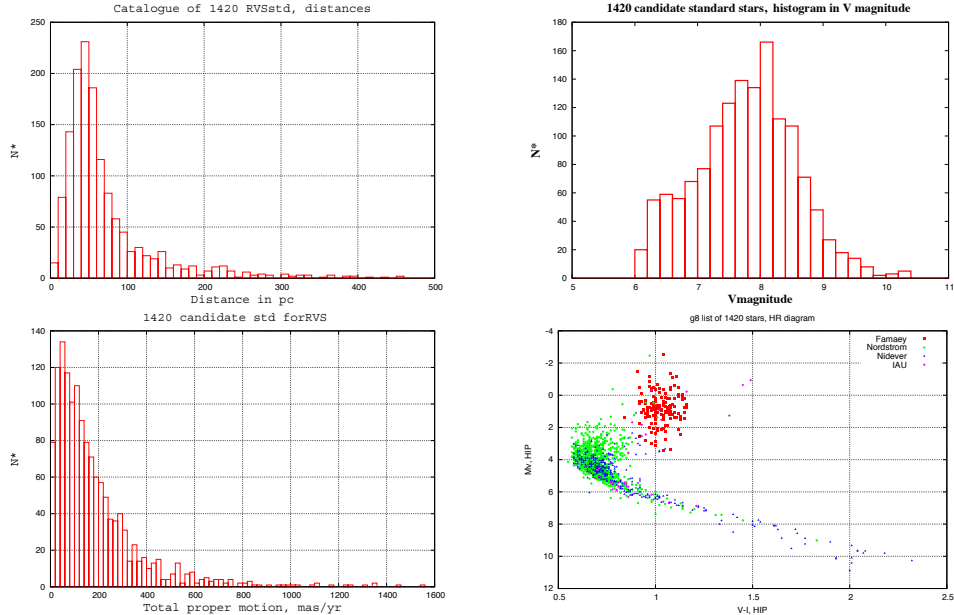 Catalogue of 1420 RVSstd, distances
250
200
150
100
50
0
N*
0 100 200 300 400 500
Distance in pc
1420 candidate standard stars, histogram in V magnitude
180
160
140
120
100
80
60
40
20
0
N*
5 6 7 8 9 10 11
Vmagnitude
1420 candidate std forRVS
140
120
100
80
60
40
20
0
N*
0 200 400 600 800 1000 1200 1400 1600
Total proper motion, mas/yr
g8 list of 1420 stars, HR diagram
-4
-2
0
2
4
6
8
10
12
Mv, HIP
Famaey
Nordstrom
Nidever
IAU
0.5 1 1.5 2 2.5
V-I, HIP